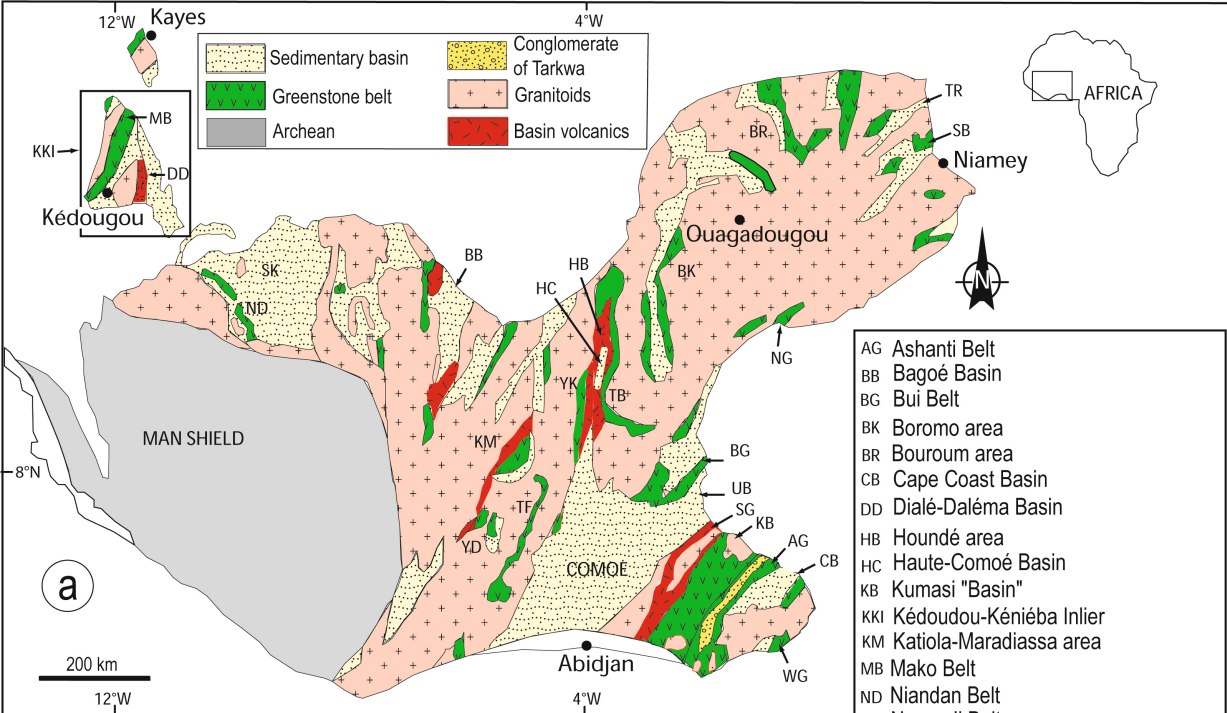 12°W
4°W
Kayes
Sedimentary basin
Conglomerate
of Tarkwa
Greenstone belt
Granitoids
Archean
Basin volcanics
AFRICA
MB
KKI
DD
Kédougou
TR
BR
SB
Niamey
Ouagadougou
SK
BB
HB
BK
HC
ND
N
NG
YK
TB
MAN SHIELD
KM
8°N
BG
UB
TF
SG
KB
YD
AG
CB
COMOE
a
200 km
Abidjan
WG
12°W
4°W
AG Ashanti Belt
BB Bagoé Basin
BG Bui Belt
BK Boromo area
BR Bouroum area
CB Cape Coast Basin
DD Dialé-Daléma Basin
HB Houndé area
HC Haute-Comoé Basin
KB Kumasi "Basin"
KKI Kédoudou-Kéniéba Inlier
KM Katiola-Maradiassa area
MB Mako Belt
ND Niandan Belt